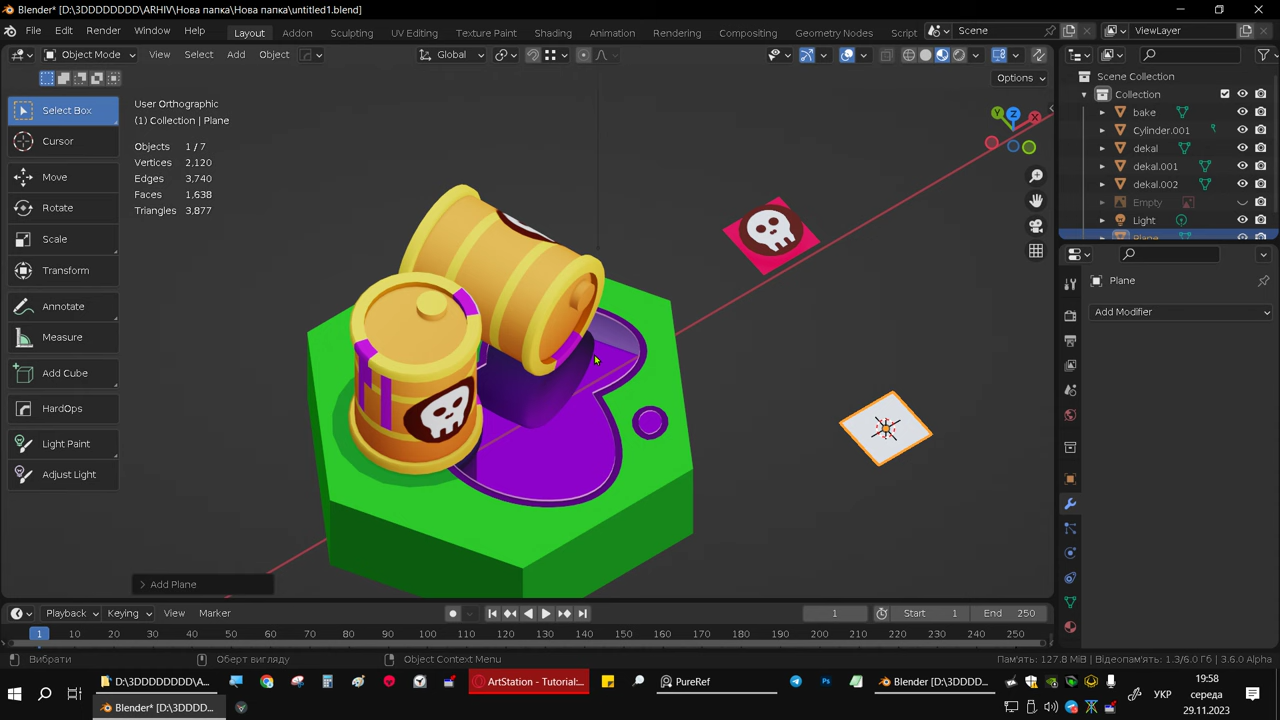 Blender* [D:\3DDDDDDDD\ARHIV\Нова папка\Нова папка\untitled1.blend]
File Edit Render Window Help Layout Addon Sculpting UV Editing Texture Paint Shading Animation Rendering Compositing Geometry Nodes Script Scene ViewLayer
Object Mode View Select Add Object Global
Options
Select Box
Cursor
Move
Rotate
Scale
Transform
Annotate
Measure
Add Cube
HardOps
Light Paint
Adjust Light
User Orthographic
(1) Collection | Plane
Objects 1/7
Vertices 2,120
Edges 3,740
Faces 1,638
Triangles 3,877
Y Z X
Add Plane
Scene Collection
Collection
bake
Cylinder.001
dekal
dekal.001
dekal.002
Empty
Light
Plane
Plane
Add Modifier
Playback Keying View Marker 1 Start 1 End 250
1 10 20 30 40 50 60 70 80 90 100 110 120 130 140 150 160 170 180 190 200 210 220 230 240 250
Вибрати Оберт вигляду Object Context Menu Пам'ять: 127.8 MiB | Відеопам'ять: 1.3/6.0 Гб | 3.6.0 Alpha
D:\3DDDDDDDD\A... ArtStation - Tutorial:... PureRef Ps Blender [D:\3DDDD...
Blender* [D:\3DDDD...
УКР
19:58
середа
29.11.2023